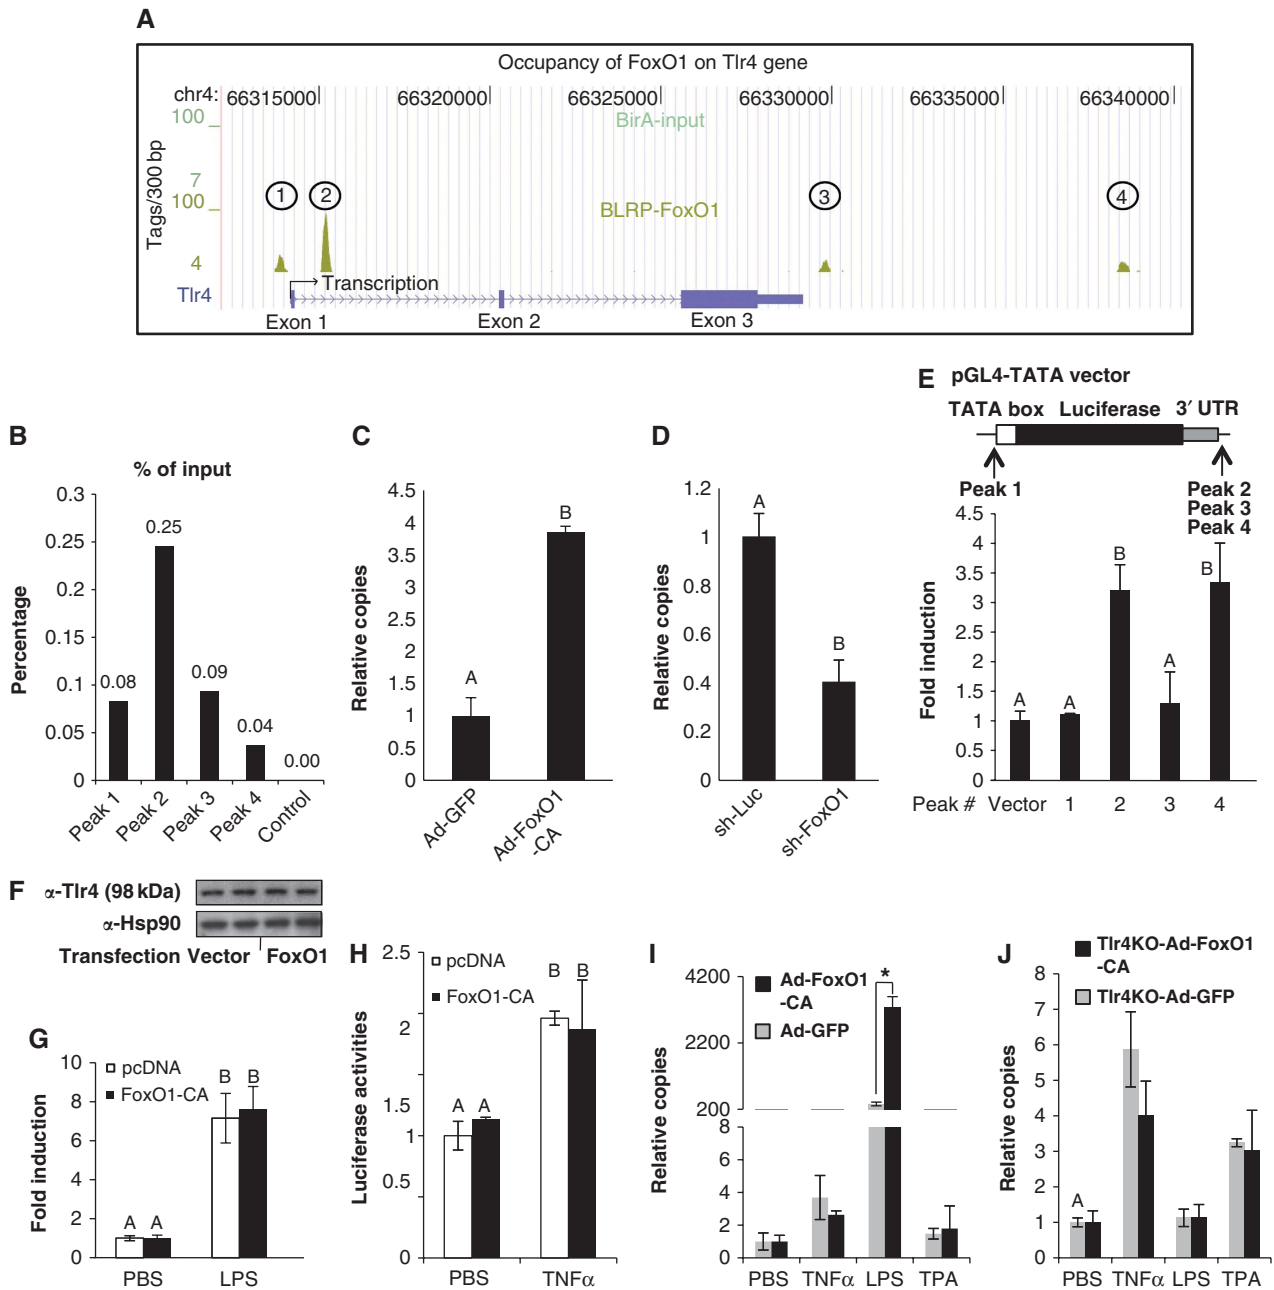 A
Occupancy of FoxO1 on Tlr4 gene
chr4: 66315000 66320000 66325000 66330000 66335000 66340000
100
BirA-input
Tags/300 bp
7
100
1 2 3 4
BLRP-FoxO1
4
Transcription
Tlr4
Exon 1 Exon 2 Exon 3
B
% of input
Percentage
0.3
0.25
0.2
0.15
0.1
0.05
0
0.08
0.25
0.09
0.04
0.00
Peak 1
Peak 2
Peak 3
Peak 4
Control
C
Relative copies
4.5
4
3.5
3
2.5
2
1.5
1
0.5
0
A
B
Ad-GFP
Ad-FoxO1
-CA
D
Relative copies
1.2
1
0.8
0.6
0.4
0.2
0
A
B
sh-Luc
sh-FoxO1
E pGL4-TATA vector
TATA box Luciferase 3′ UTR
Peak 1
Peak 2
Peak 3
Peak 4
Fold induction
4.5
4
3.5
3
2.5
2
1.5
1
0.5
0
A
A
B
A
B
Peak # Vector 1 2 3 4
F
α-Tlr4 (98 kDa)
α-Hsp90
Transfection Vector FoxO1
G
Fold induction
10
8
6
4
2
0
pcDNA
FoxO1-CA
A A B B
PBS LPS
H
Luciferase activities
2.5
2
1.5
1
0.5
0
pcDNA
FoxO1-CA
A A B B
PBS TNFα
I
Relative copies
4200
2200
200
8
6
4
2
0
Ad-FoxO1
-CA
Ad-GFP
*
PBS TNFα LPS TPA
J
Tlr4KO-Ad-FoxO1
-CA
Tlr4KO-Ad-GFP
Relative copies
8
7
6
5
4
3
2
1
0
A
PBS TNFα LPS TPA